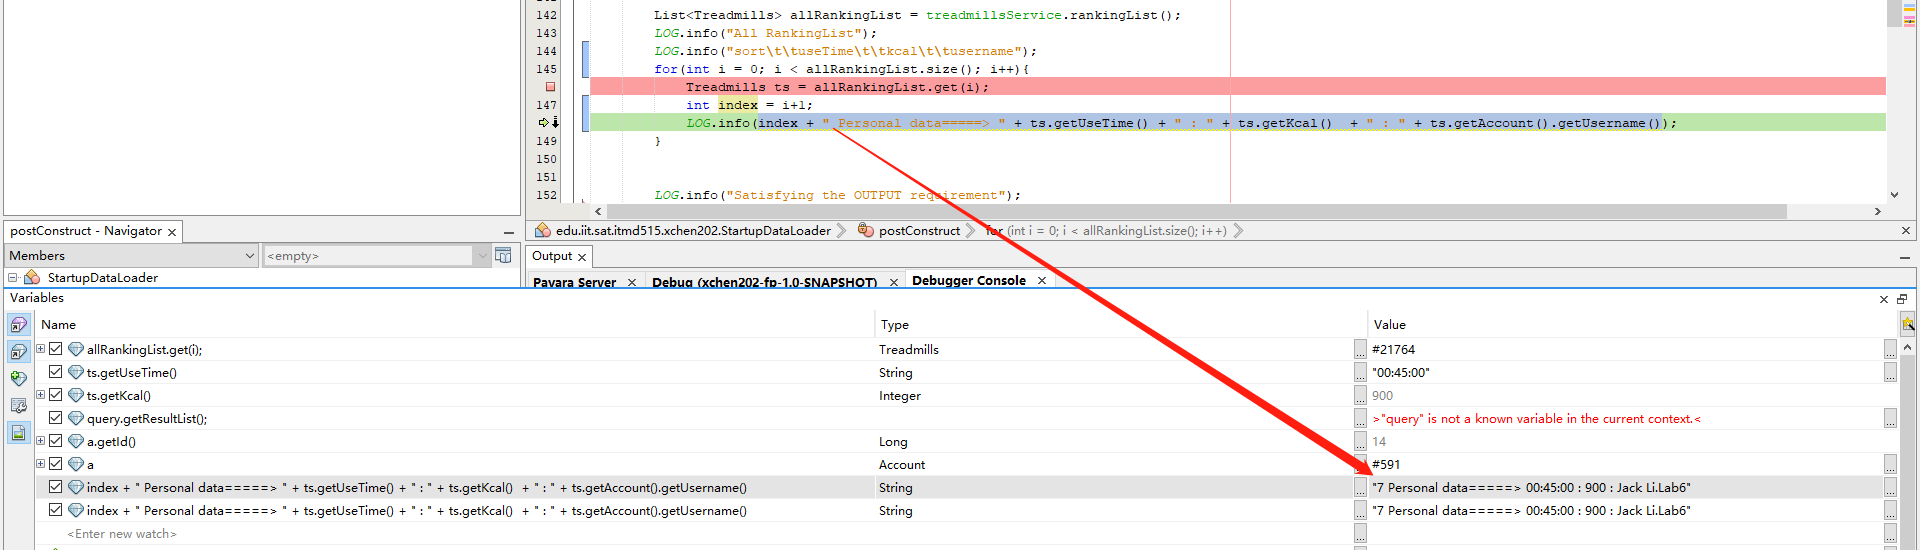 142 List<Treadmills> allRankingList = treadmillsService.rankingList();
143 LOG.info("All RankingList");
144 LOG.info("sort\t\tuseTime\t\tkcal\t\tusername");
145 for(int i = 0; i < allRankingList.size(); i++){
Treadmills ts = allRankingList.get(i);
147 int index = i+1;
LOG.info(index + " Personal data=====> " + ts.getUseTime() + " : " + ts.getKcal()  + " : " + ts.getAccount().getUsername());
149 }
150
151
152 LOG.info("Satisfying the OUTPUT requirement");
postConstruct - Navigator
edu.iit.sat.itmd515.xchen202.StartupDataLoader postConstruct for (int i = 0; i < allRankingList.size(); i++)
Members <empty>
Output
StartupDataLoader
Payara Server Debug (xchen202-fp-1.0-SNAPSHOT) Debugger Console
Variables
Name Type Value
allRankingList.get(i); Treadmills #21764
ts.getUseTime() String "00:45:00"
ts.getKcal() Integer 900
query.getResultList(); >"query" is not a known variable in the current context.<
a.getId() Long 14
a Account #591
index + " Personal data=====> " + ts.getUseTime() + " : " + ts.getKcal()  + " : " + ts.getAccount().getUsername() String "7 Personal data=====> 00:45:00 : 900 : Jack Li.Lab6"
index + " Personal data=====> " + ts.getUseTime() + " : " + ts.getKcal()  + " : " + ts.getAccount().getUsername() String "7 Personal data=====> 00:45:00 : 900 : Jack Li.Lab6"
<Enter new watch>